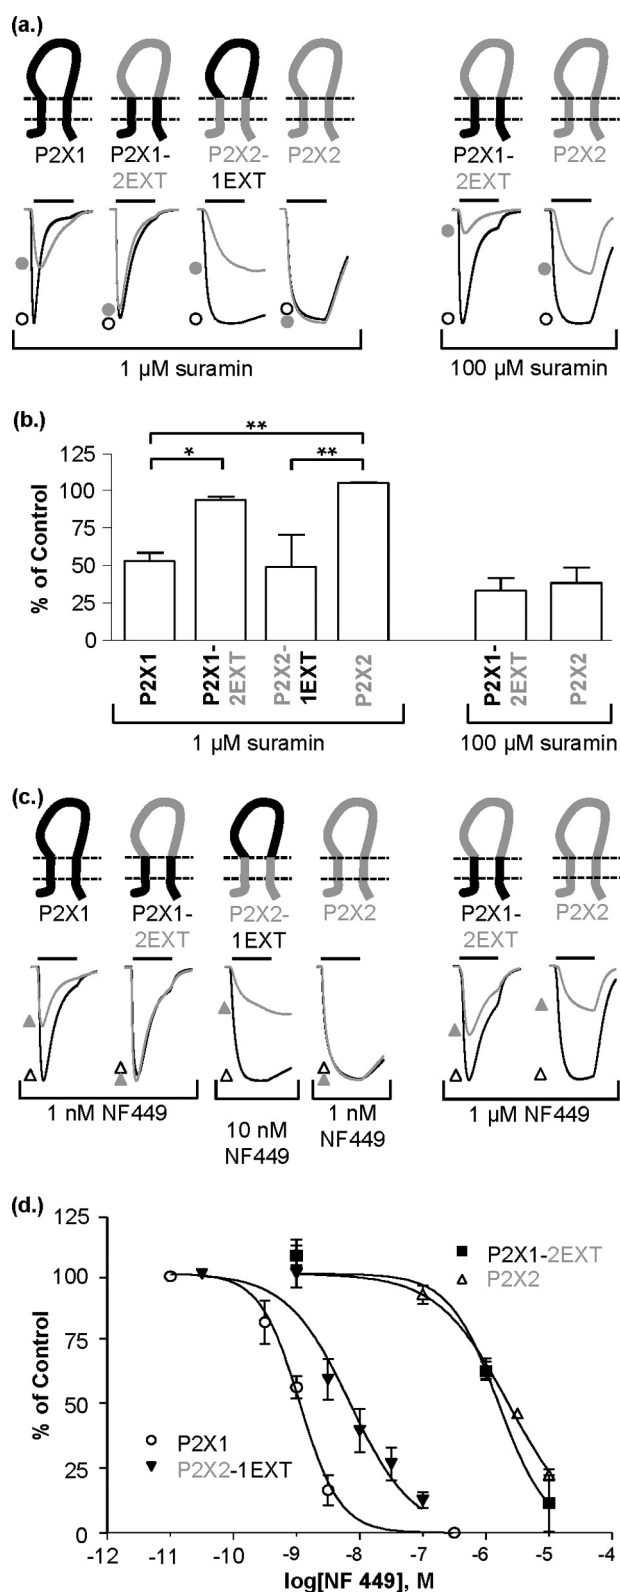 (a.)
P2X1 P2X1-2EXT P2X2-1EXT P2X2 P2X1-2EXT P2X2
1 µM suramin 100 µM suramin
(b.)
% of Control
125
100
75
50
25
0
** * **
P2X1 P2X1-2EXT P2X2-1EXT P2X2 P2X1-2EXT P2X2
1 µM suramin 100 µM suramin
(c.)
P2X1 P2X1-2EXT P2X2-1EXT P2X2 P2X1-2EXT P2X2
1 nM NF449 10 nM NF449 1 nM NF449 1 µM NF449
(d.)
% of Control
125
100
75
50
25
0
P2X1-2EXT
P2X2
P2X1
P2X2-1EXT
-12 -11 -10 -9 -8 -7 -6 -5 -4
log[NF 449], M